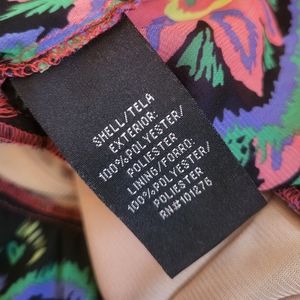 SHELL/TELA
EXTERIOR:
100%POLYESTER/
POLIESTER
LINING/FORRO:
100%POLYESTER/
POLIESTER
RN#101276